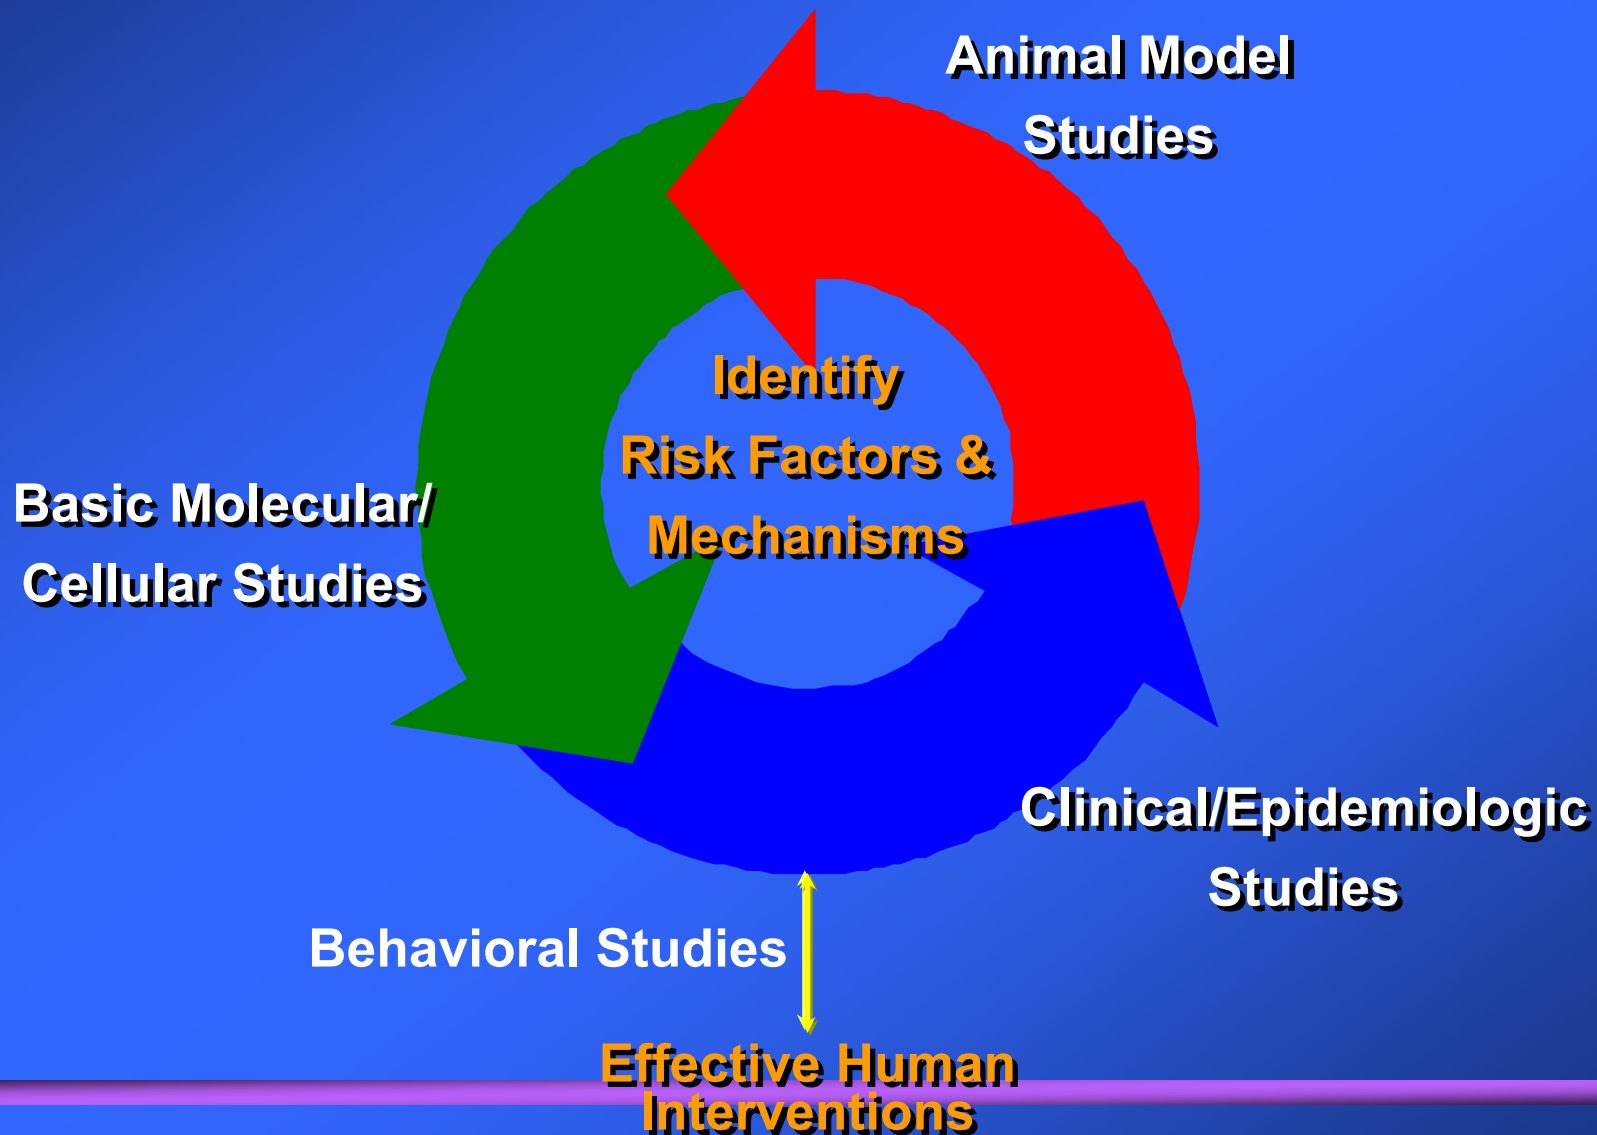 Animal Model
Studies
Identify
Risk Factors &
Mechanisms
Basic Molecular/
Cellular Studies
Clinical/Epidemiologic
Studies
Behavioral Studies
Effective Human
Interventions